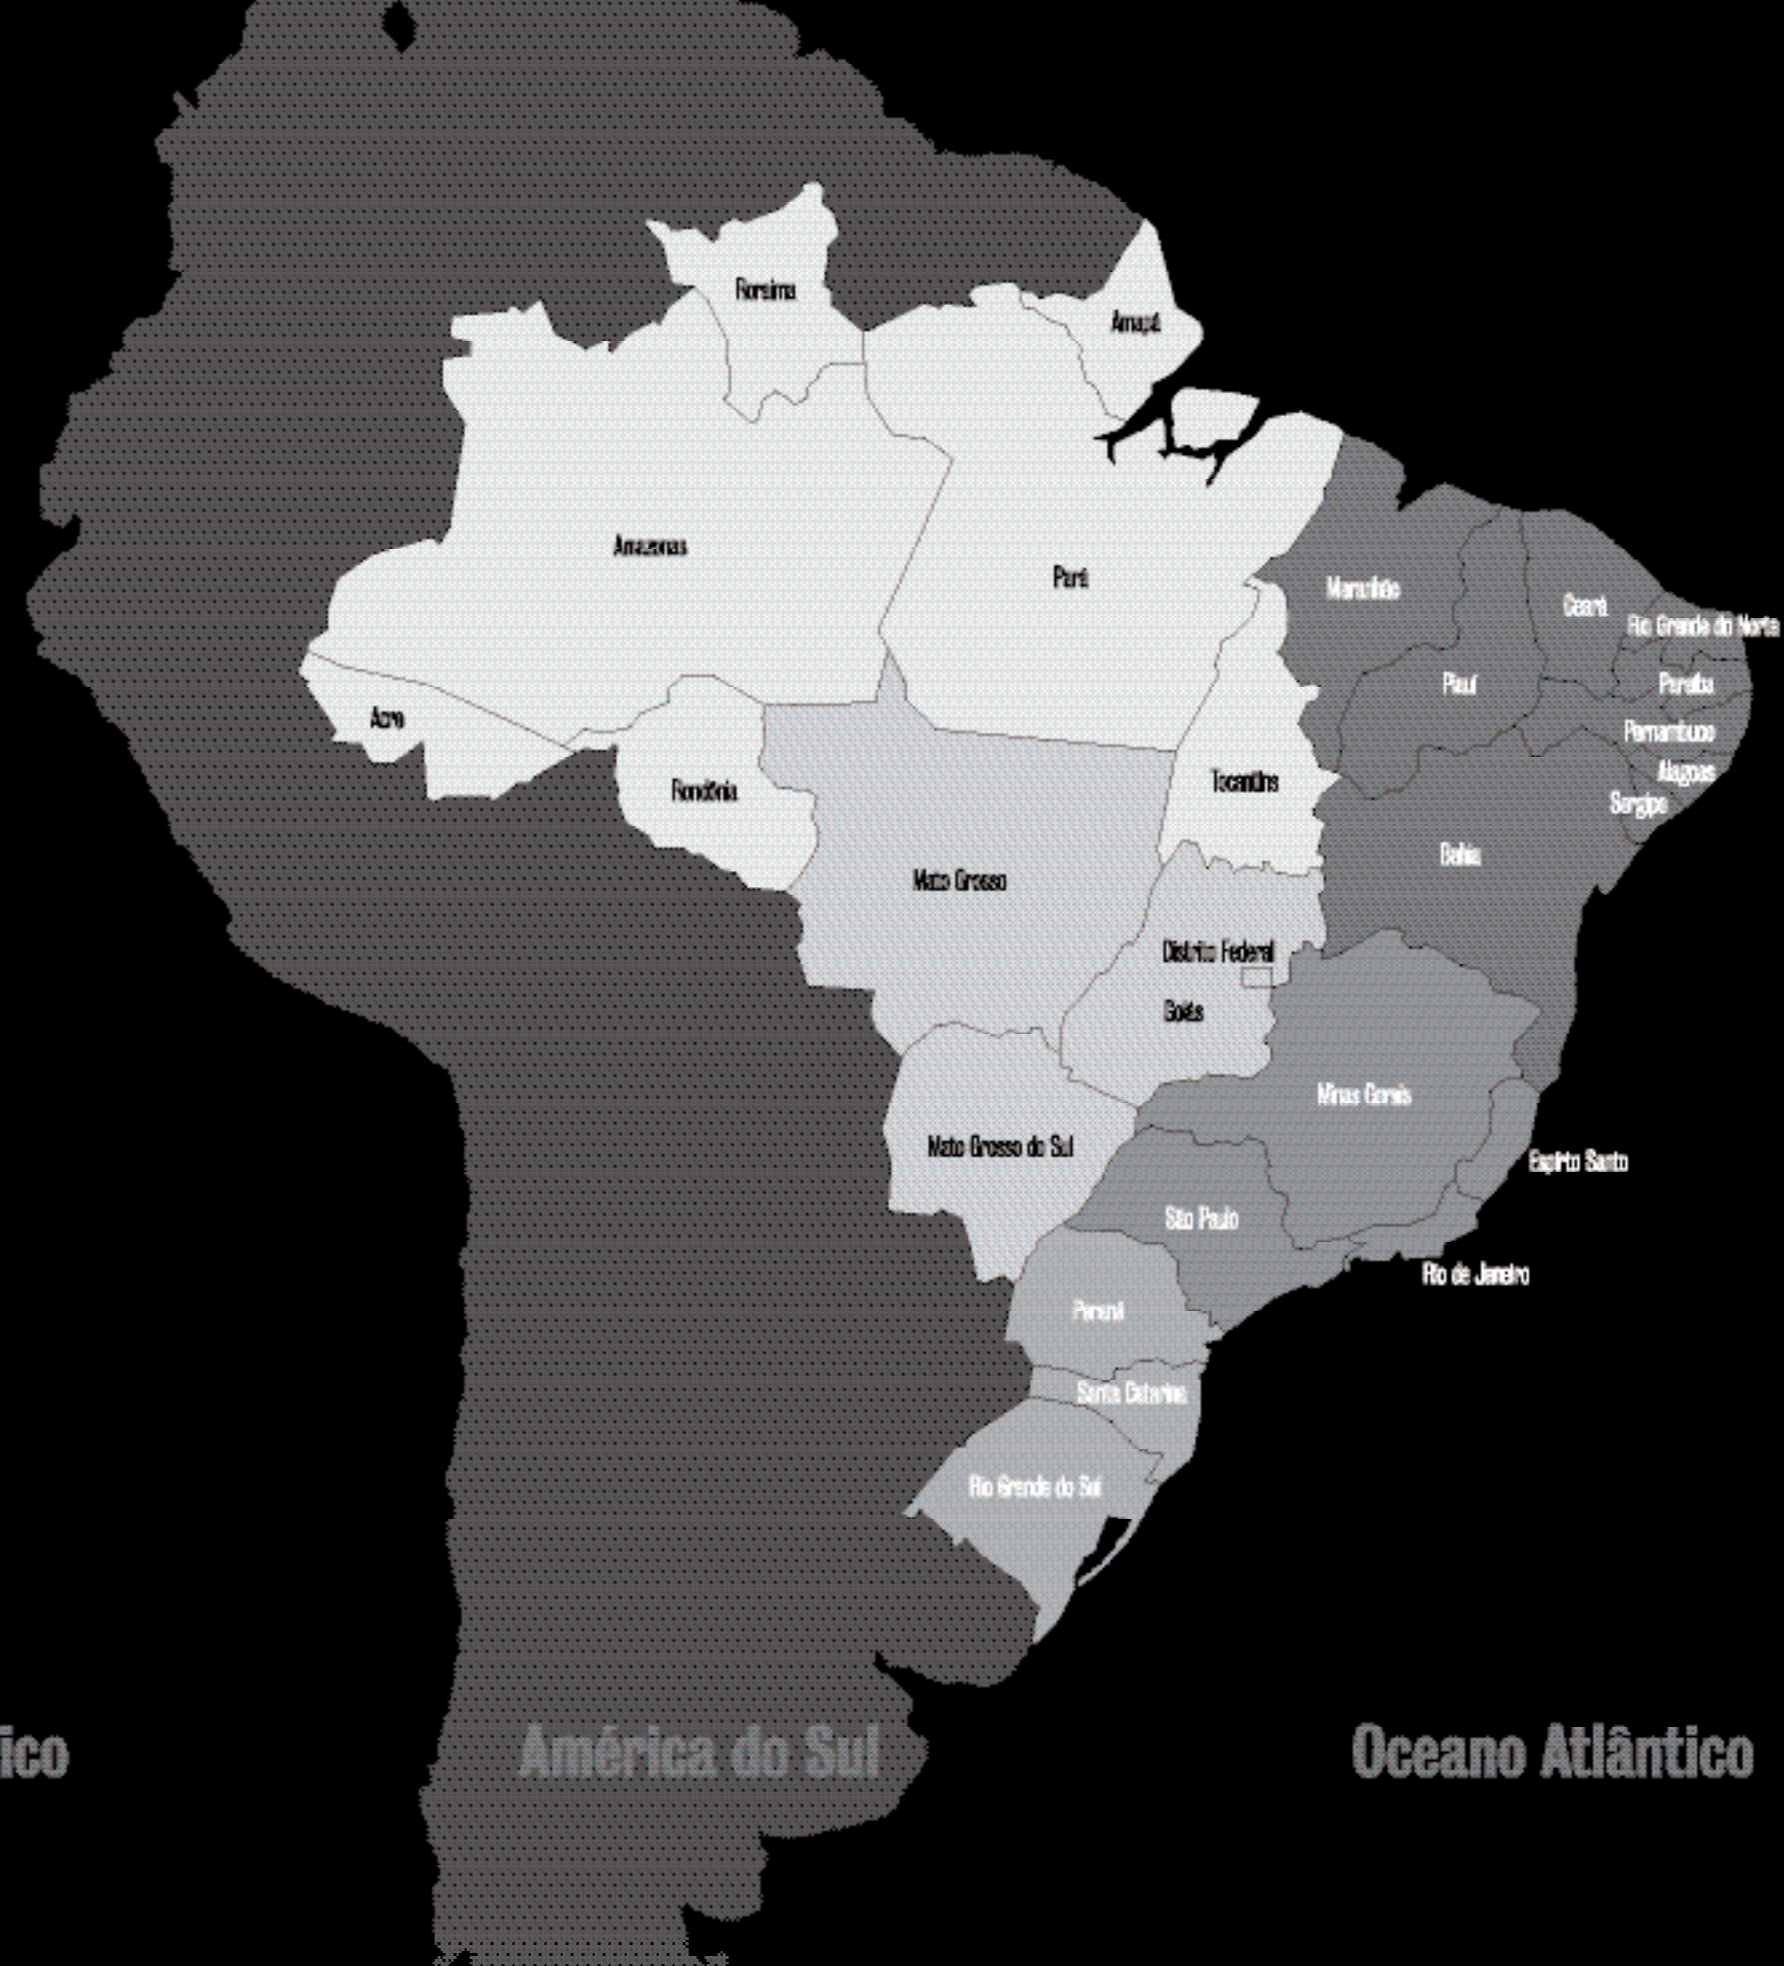 Roraima
Amapá
Amazonas
Pará
Maranhão
Ceará
Rio Grande do Norte
Piauí
Paraíba
Acre
Pernambuco
Alagoas
Rondônia
Tocantins
Sergipe
Bahia
Mato Grosso
Distrito Federal
Goiás
Minas Gerais
Mato Grosso do Sul
Espírito Santo
São Paulo
Rio de Janeiro
Paraná
Santa Catarina
Rio Grande do Sul
ico
América do Sul
Oceano Atlântico